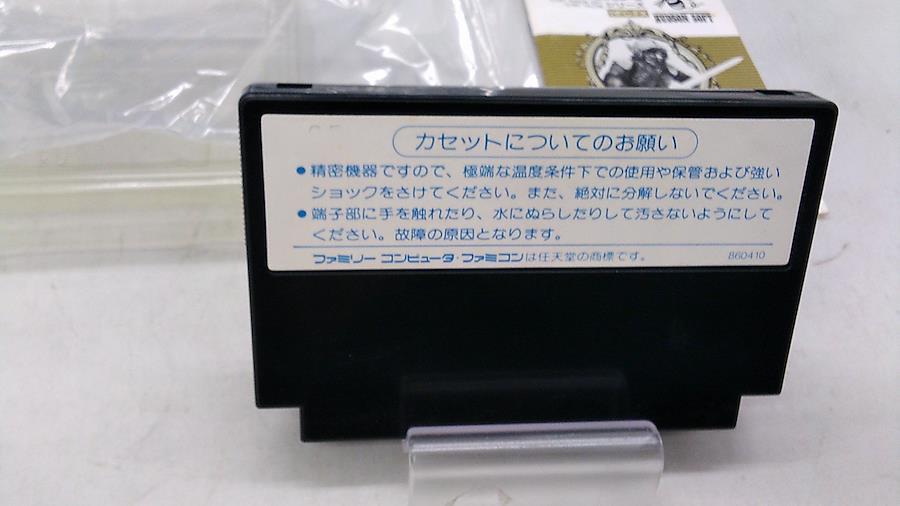 カセットについてのお願い
●精密機器ですので、極端な温度条件下での使用や保管および強い
ショックをさけてください。また、絶対に分解しないでください。
●端子部に手を触れたり、水にぬらしたりして汚さないようにして
ください。故障の原因となります。
ファミリー コンピュータ・ファミコンは任天堂の商標です。
860410